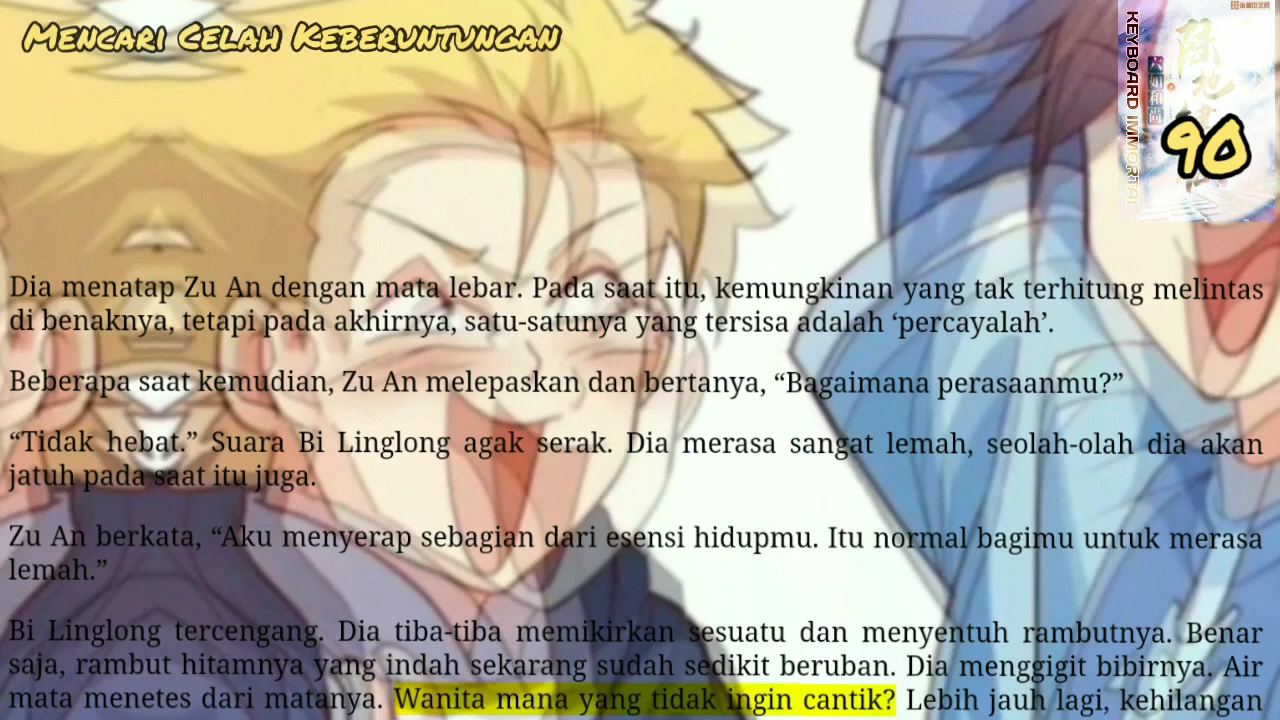 Mencari Celah Keberuntungan
KEYBOARD IMMORTAL
90
Dia menatap Zu An dengan mata lebar. Pada saat itu, kemungkinan yang tak terhitung melintas
di benaknya, tetapi pada akhirnya, satu-satunya yang tersisa adalah ‘percayalah’.
Beberapa saat kemudian, Zu An melepaskan dan bertanya, “Bagaimana perasaanmu?”
“Tidak hebat.” Suara Bi Linglong agak serak. Dia merasa sangat lemah, seolah-olah dia akan
jatuh pada saat itu juga.
Zu An berkata, “Aku menyerap sebagian dari esensi hidupmu. Itu normal bagimu untuk merasa
lemah.”
Bi Linglong tercengang. Dia tiba-tiba memikirkan sesuatu dan menyentuh rambutnya. Benar
saja, rambut hitamnya yang indah sekarang sudah sedikit beruban. Dia menggigit bibirnya. Air
mata menetes dari matanya. Wanita mana yang tidak ingin cantik? Lebih jauh lagi, kehilangan